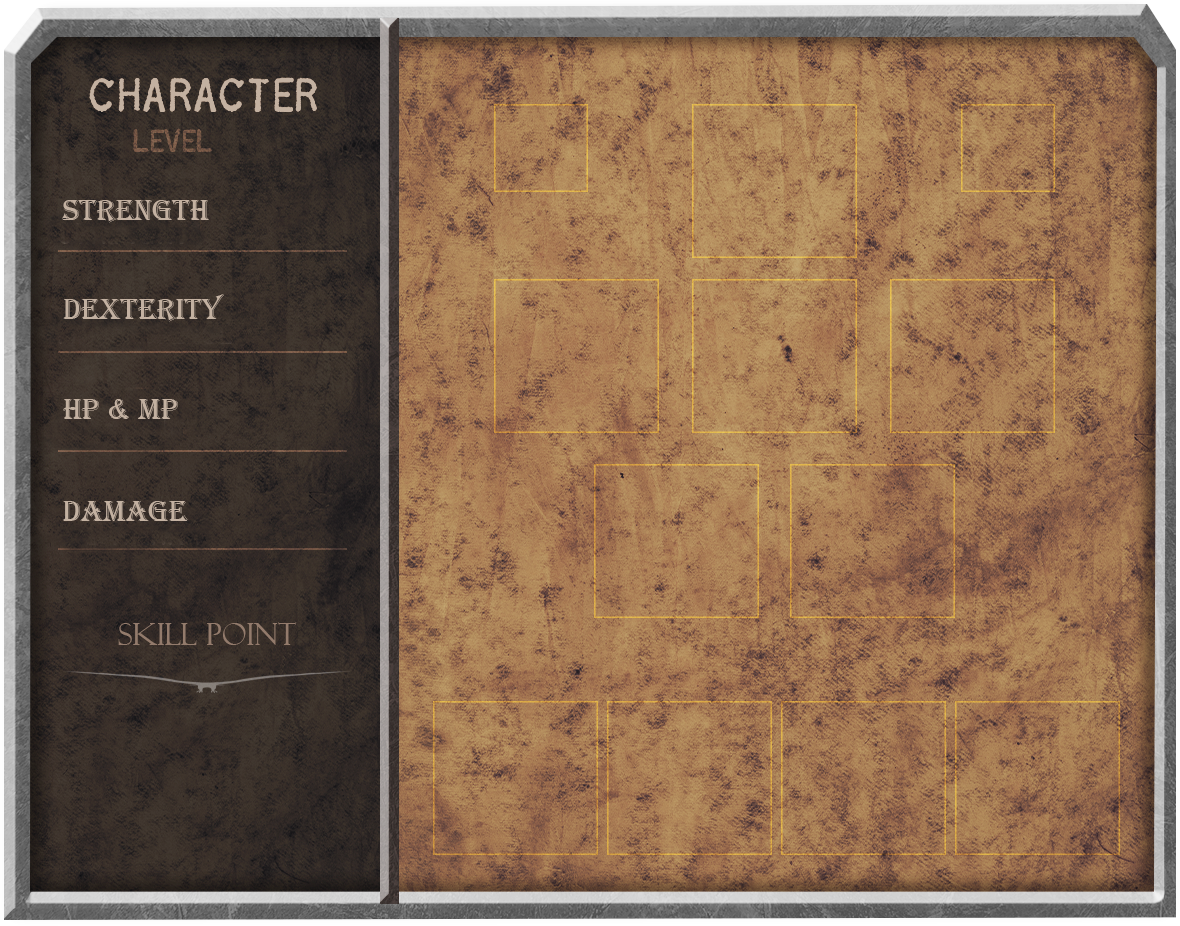 CHARACTER
LEVEL
STRENGTH
DEXTERITY
HP & MP
DAMAGE
SKILL POINT